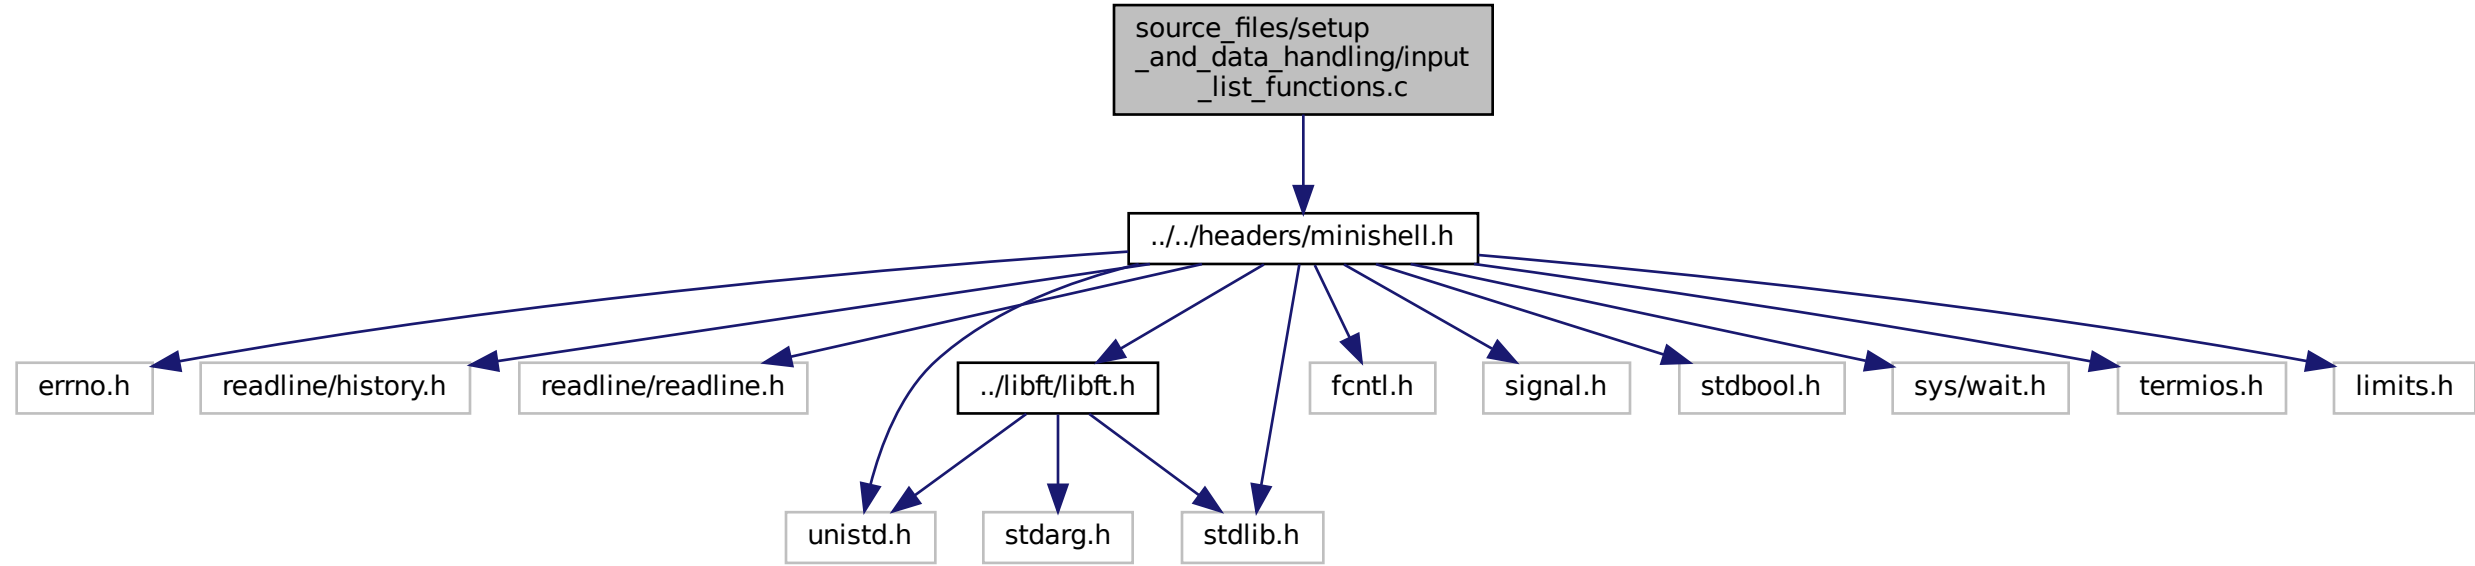 source_files/setup
_and_data_handling/input
_list_functions.c
../../headers/minishell.h
errno.h
readline/history.h
readline/readline.h
../libft/libft.h
fcntl.h
signal.h
stdbool.h
sys/wait.h
termios.h
limits.h
unistd.h
stdarg.h
stdlib.h